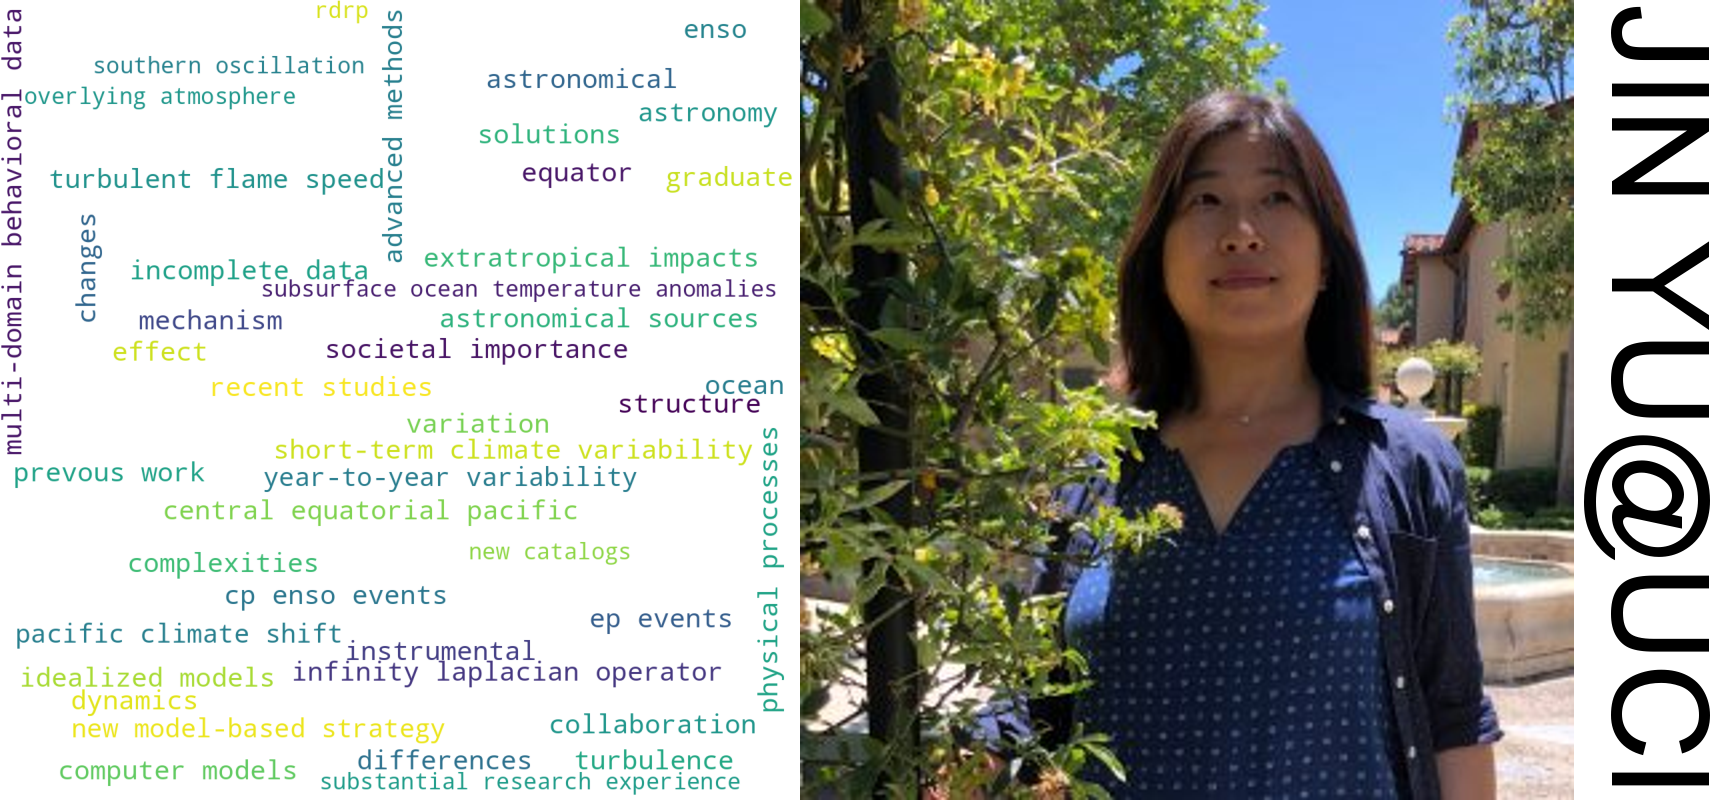 rdrp
enso
southern oscillation
astronomical
overlying atmosphere
astronomy
solutions
advanced methods
multi-domain behavioral data
equator
graduate
turbulent flame speed
changes
extratropical impacts
incomplete data
subsurface ocean temperature anomalies
mechanism
astronomical sources
effect
societal importance
recent studies
ocean
structure
variation
short-term climate variability
prevous work
year-to-year variability
central equatorial pacific
physical processes
new catalogs
complexities
cp enso events
ep events
pacific climate shift
instrumental
idealized models
infinity laplacian operator
dynamics
new model-based strategy
collaboration
differences
turbulence
computer models
substantial research experience
JIN YU@UCI